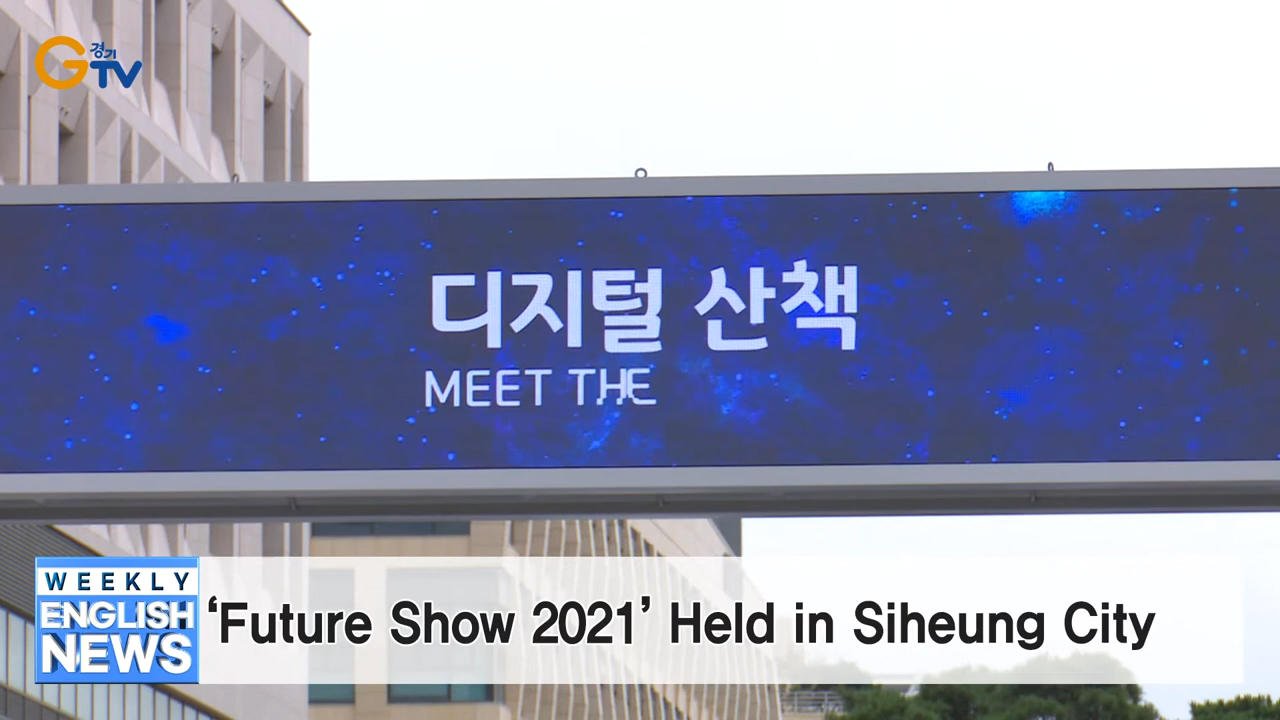 경기
GTV
디지털 산책
MEET THE
WEEKLY
ENGLISH
NEWS
‘Future Show 2021’ Held in Siheung City